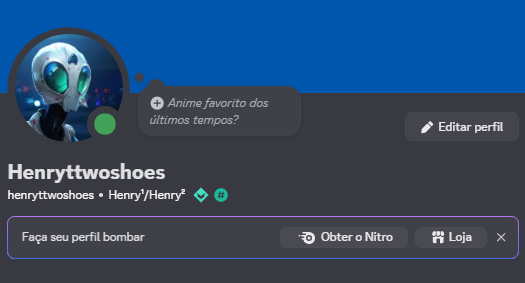 Anime favorito dos
últimos tempos?
Editar perfil
Henryttwoshoes
henryttwoshoes • Henry¹/Henry² #
Faça seu perfil bombar
Obter o Nitro
Loja